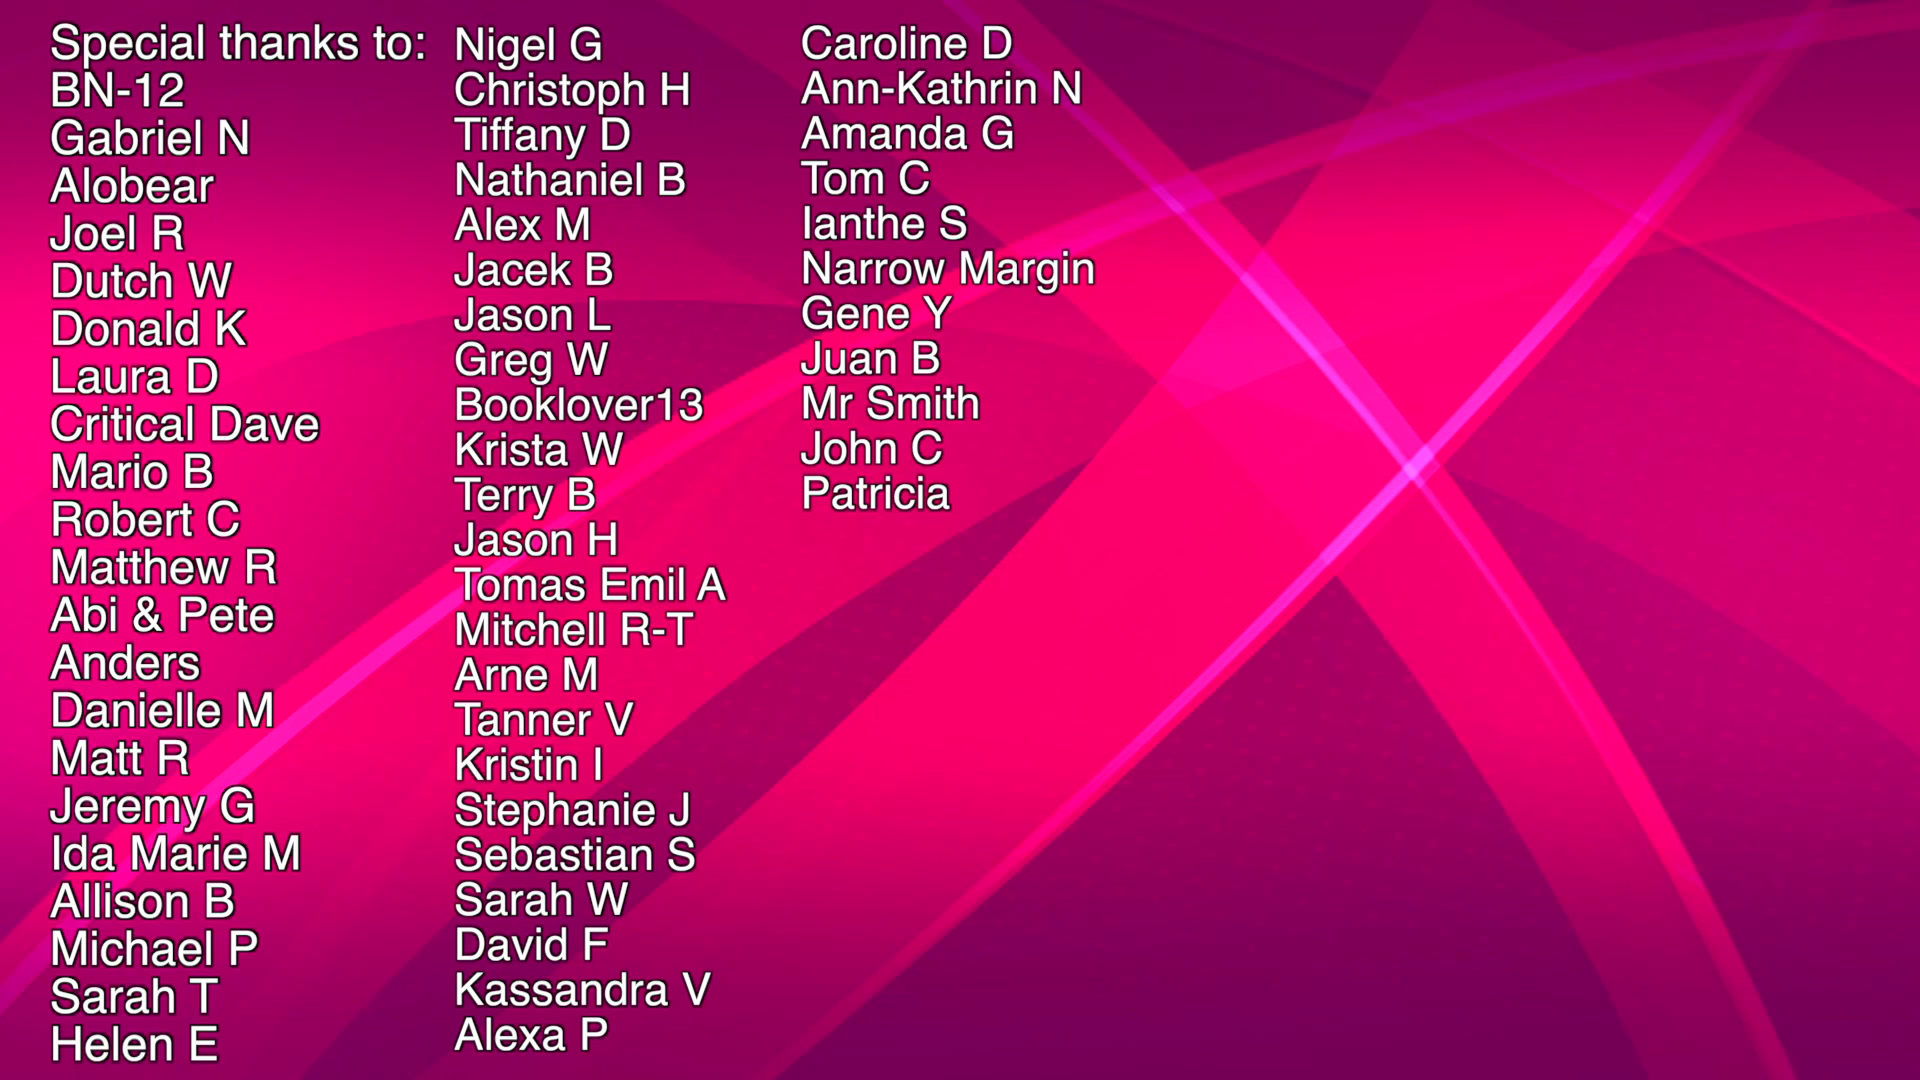 Special thanks to:
BN-12
Gabriel N
Alobear
Joel R
Dutch W
Donald K
Laura D
Critical Dave
Mario B
Robert C
Matthew R
Abi & Pete
Anders
Danielle M
Matt R
Jeremy G
Ida Marie M
Allison B
Michael P
Sarah T
Helen E
Nigel G
Christoph H
Tiffany D
Nathaniel B
Alex M
Jacek B
Jason L
Greg W
Booklover13
Krista W
Terry B
Jason H
Tomas Emil A
Mitchell R-T
Arne M
Tanner V
Kristin I
Stephanie J
Sebastian S
Sarah W
David F
Kassandra V
Alexa P
Caroline D
Ann-Kathrin N
Amanda G
Tom C
Ianthe S
Narrow Margin
Gene Y
Juan B
Mr Smith
John C
Patricia